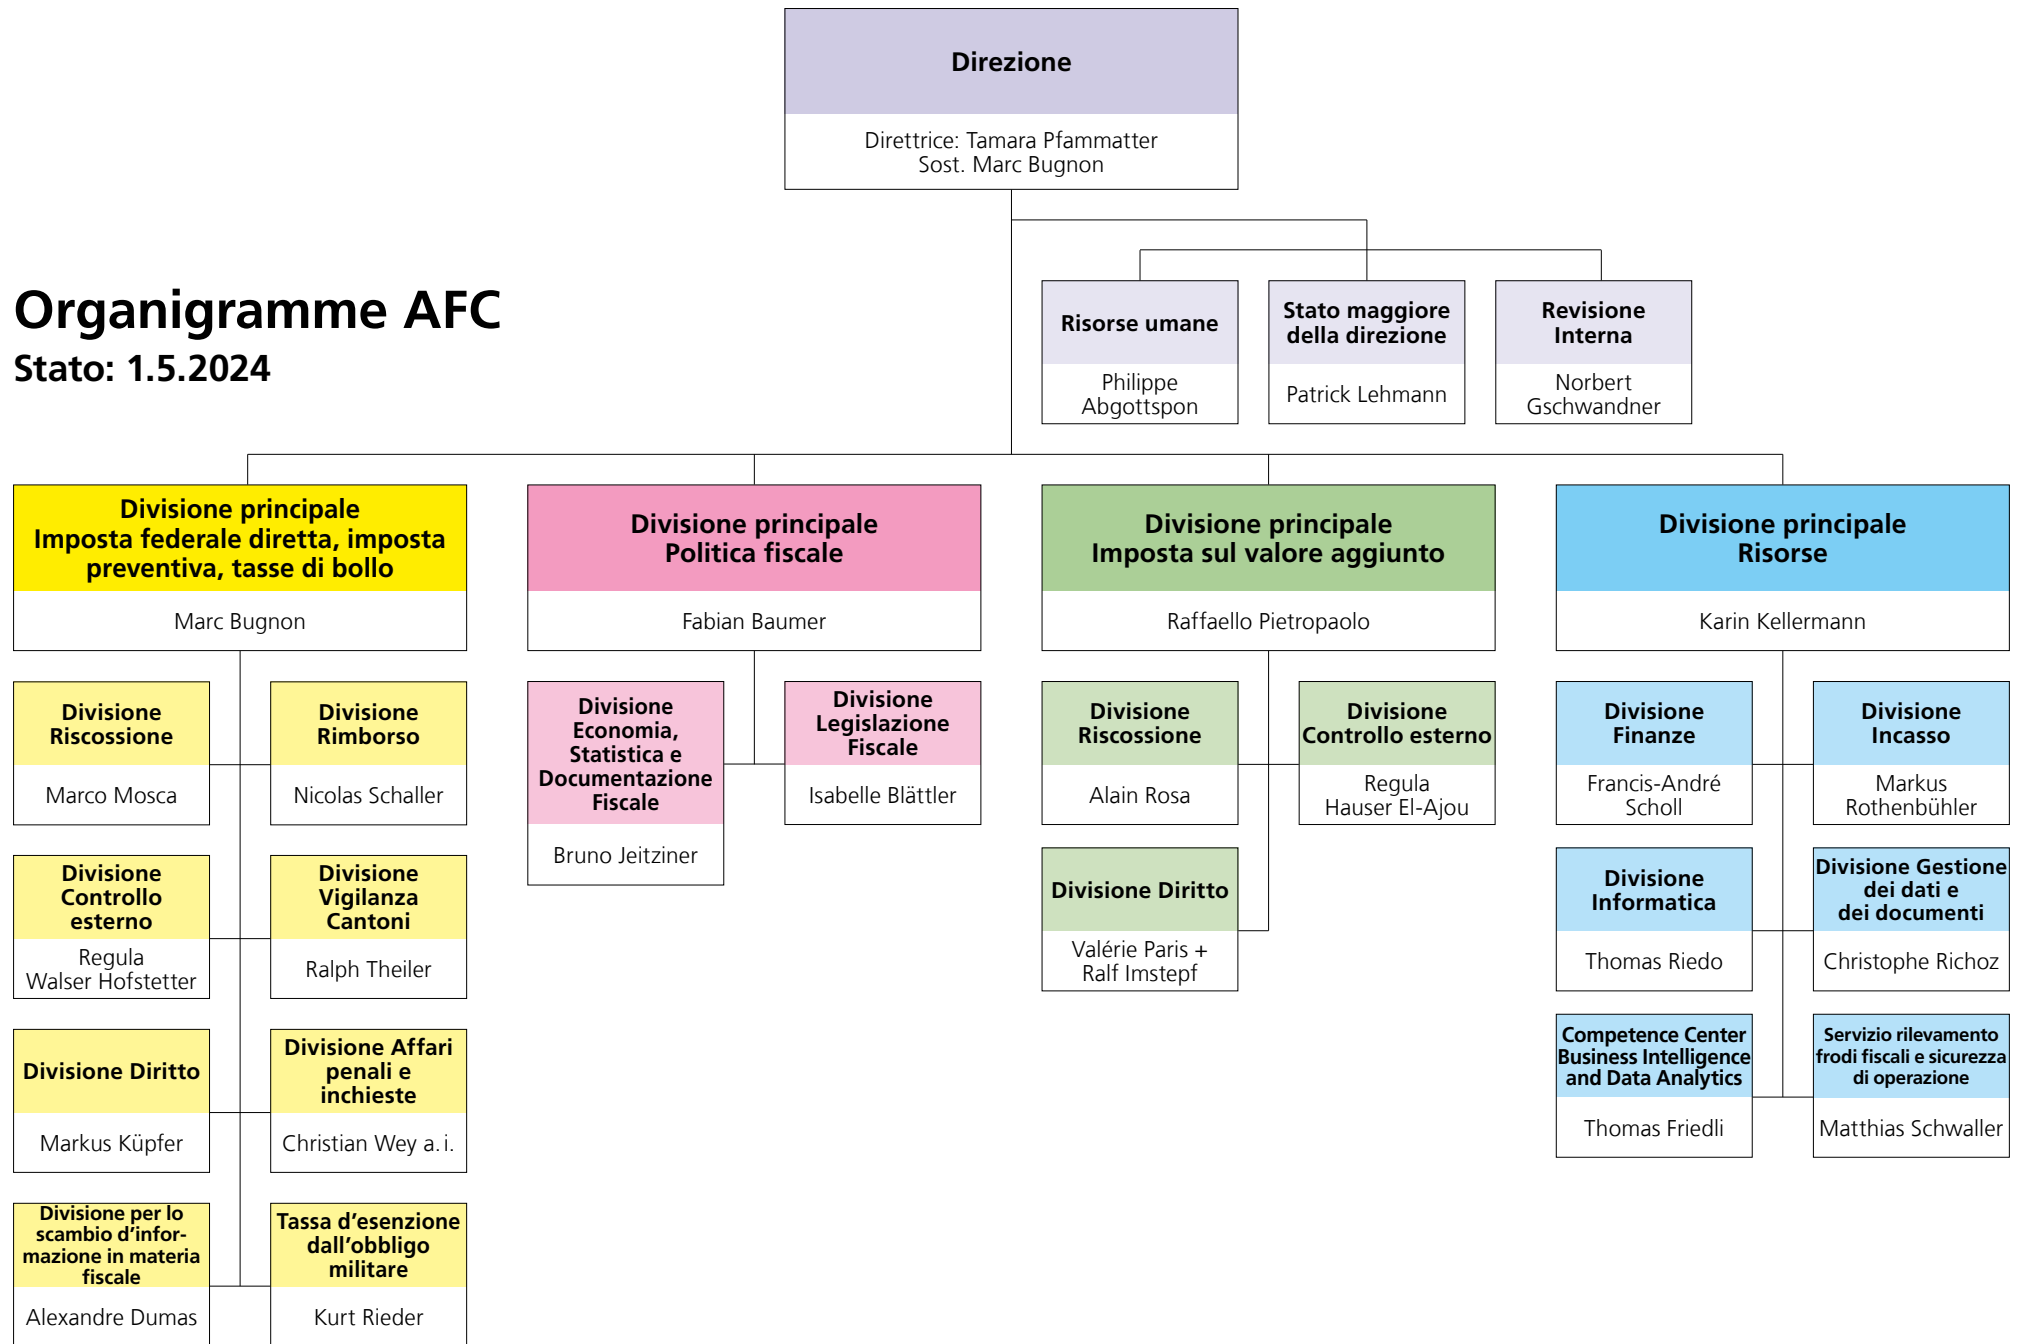 Direzione
Direttrice: Tamara Pfammatter
Sost. Marc Bugnon
Organigramme AFC
Stato: 1.5.2024
Risorse umane
Philippe
Abgottspon
Stato maggiore
della direzione
Patrick Lehmann
Revisione
Interna
Norbert
Gschwandner
Divisione principale
Imposta federale diretta, imposta
preventiva, tasse di bollo
Marc Bugnon
Divisione
Riscossione
Marco Mosca
Divisione
Rimborso
Nicolas Schaller
Divisione
Controllo
esterno
Regula
Walser Hofstetter
Divisione
Vigilanza
Cantoni
Ralph Theiler
Divisione Diritto
Markus Küpfer
Divisione Affari
penali e
inchieste
Christian Wey a.i.
Divisione per lo
scambio d’infor-
mazione in materia
fiscale
Alexandre Dumas
Tassa d’esenzione
dall’obbligo
militare
Kurt Rieder
Divisione principale
Politica fiscale
Fabian Baumer
Divisione
Economia,
Statistica e
Documentazione
Fiscale
Bruno Jeitziner
Divisione
Legislazione
Fiscale
Isabelle Blättler
Divisione principale
Imposta sul valore aggiunto
Raffaello Pietropaolo
Divisione
Riscossione
Alain Rosa
Divisione
Controllo esterno
Regula
Hauser El-Ajou
Divisione Diritto
Valérie Paris +
Ralf Imstepf
Divisione principale
Risorse
Karin Kellermann
Divisione
Finanze
Francis-André
Scholl
Divisione
Incasso
Markus
Rothenbühler
Divisione
Informatica
Thomas Riedo
Divisione Gestione
dei dati e
dei documenti
Christophe Richoz
Competence Center
Business Intelligence
and Data Analytics
Thomas Friedli
Servizio rilevamento
frodi fiscali e sicurezza
di operazione
Matthias Schwaller